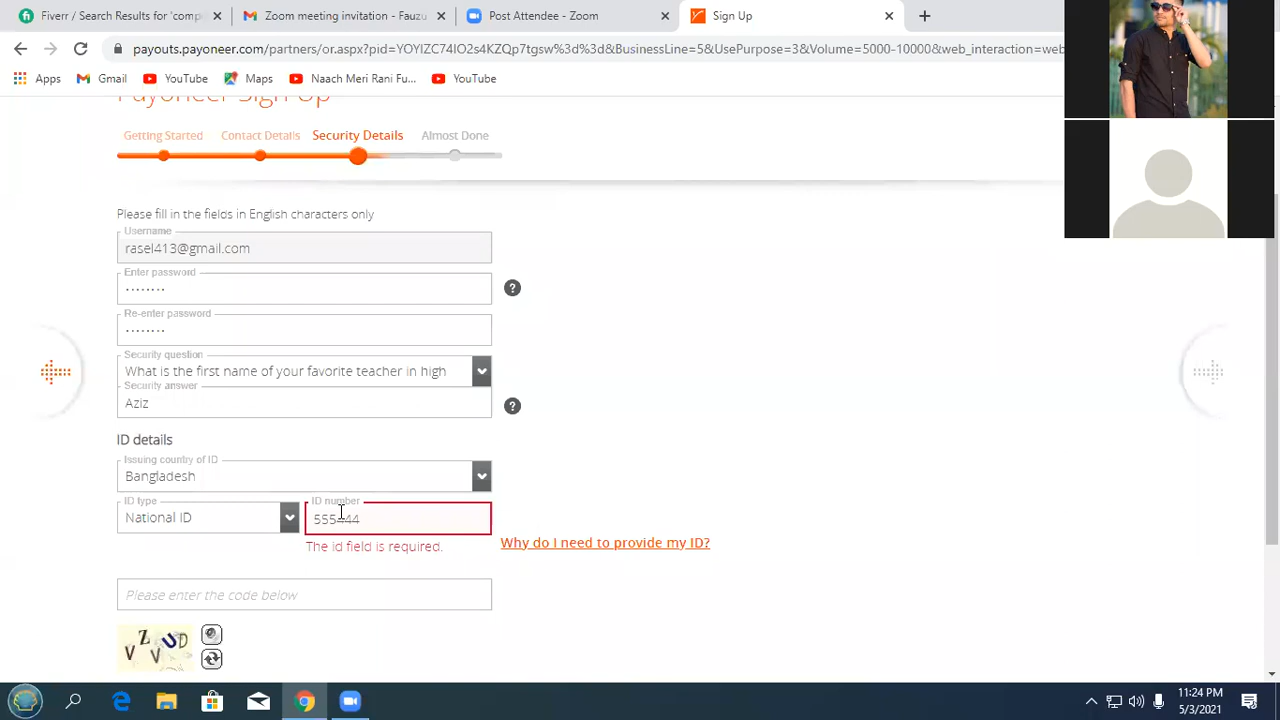 Fiverr / Search Results for "comp
Zoom meeting invitation - Fauz
Post Attendee - Zoom
Sign Up
payouts.payoneer.com/partners/or.aspx?pid=YOYIZC74IO2s4KZQp7tgsw%3d%3d&BusinessLine=5&UsePurpose=3&Volume=5000-10000&web_interaction=web
Apps
Gmail
YouTube
Maps
Naach Meri Rani Fu...
YouTube
Payoneer Sign Up
Getting Started
Contact Details
Security Details
Almost Done
Please fill in the fields in English characters only
Username
rasel413@gmail.com
Enter password
········
?
Re-enter password
········
Security question
What is the first name of your favorite teacher in high
Security answer
Aziz
?
ID details
Issuing country of ID
Bangladesh
ID type
National ID
ID number
555444
The id field is required.
Why do I need to provide my ID?
Please enter the code below
11:24 PM
5/3/2021